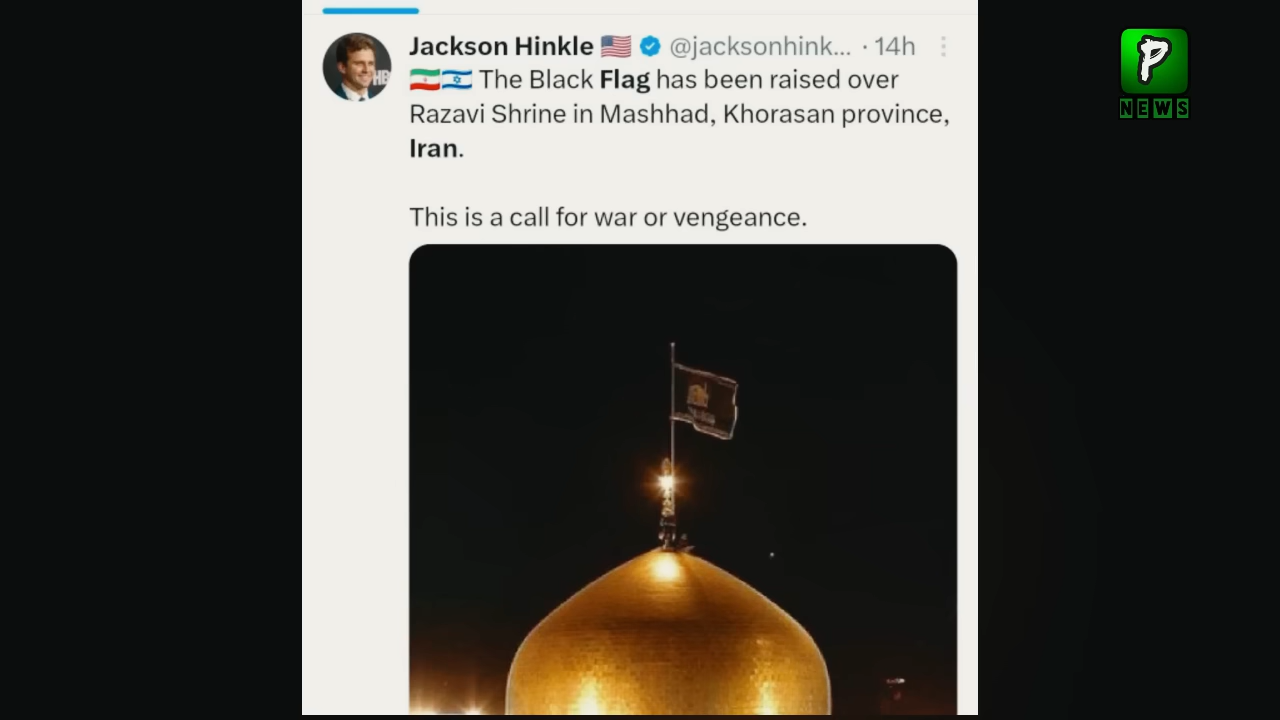 Jackson Hinkle 🇺🇸 @jacksonhink... · 14h
🇮🇷🇮🇱 The Black Flag has been raised over
Razavi Shrine in Mashhad, Khorasan province,
Iran.
This is a call for war or vengeance.
P
NEWS